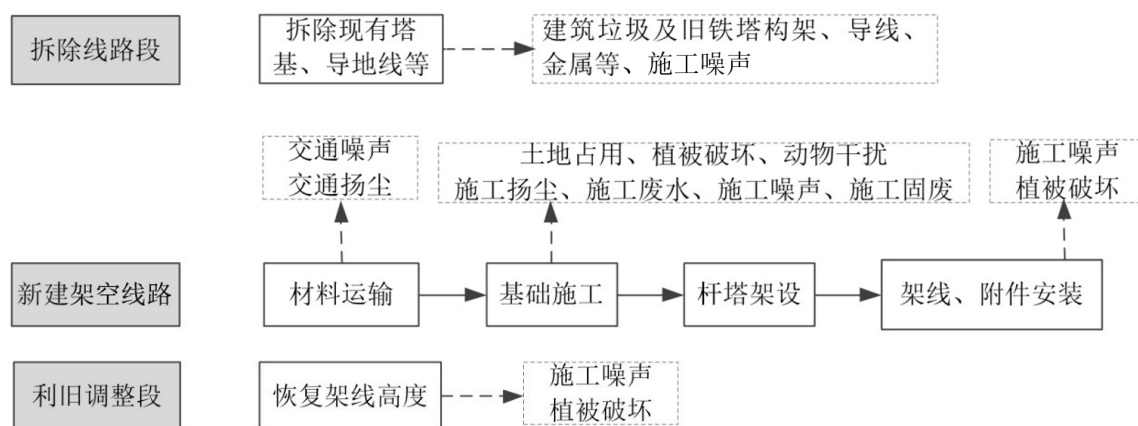 拆除线路段
拆除现有塔
基、导地线等
建筑垃圾及旧铁塔构架、导线、
金属等、施工噪声
交通噪声
交通扬尘
土地占用、植被破坏、动物干扰
施工扬尘、施工废水、施工噪声、施工固废
施工噪声
植被破坏
新建架空线路
材料运输
基础施工
杆塔架设
架线、附件安装
利旧调整段
恢复架线高度
施工噪声
植被破坏